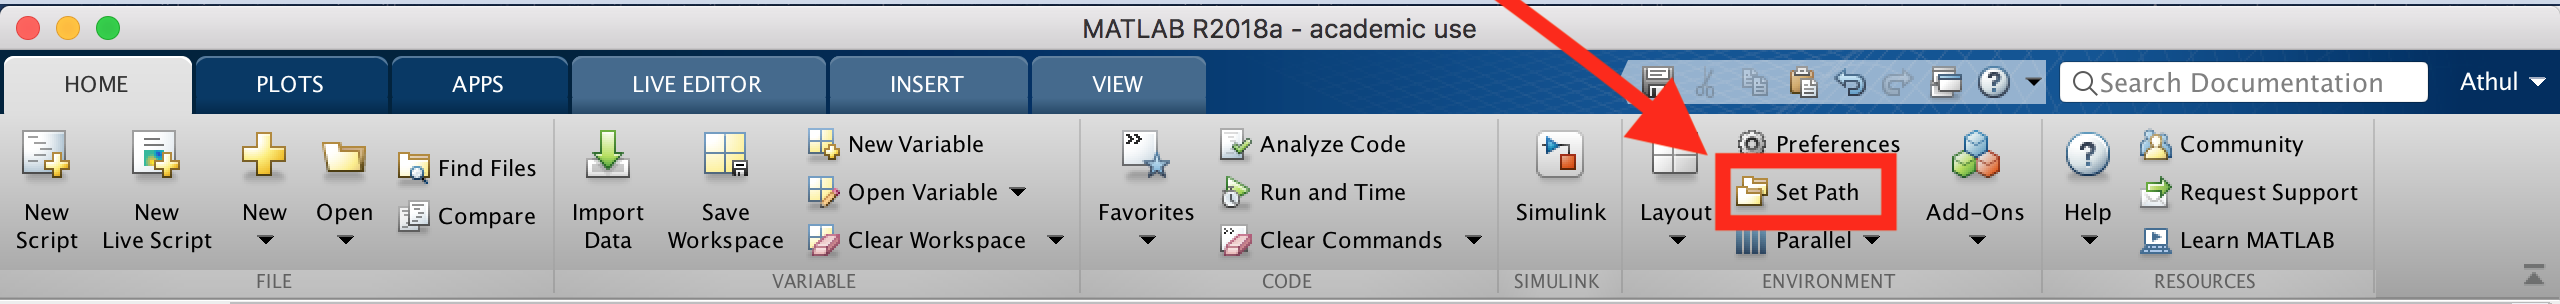 MATLAB R2018a - academic use
HOME
PLOTS
APPS
LIVE EDITOR
INSERT
VIEW
Search Documentation
Athul
New
Script
New
Live Script
New
Open
Find Files
Compare
FILE
Import
Data
Save
Workspace
New Variable
Open Variable
Clear Workspace
VARIABLE
Favorites
Analyze Code
Run and Time
Clear Commands
CODE
Simulink
SIMULINK
Layout
Preferences
Set Path
Parallel
Add-Ons
ENVIRONMENT
Help
Community
Request Support
Learn MATLAB
RESOURCES